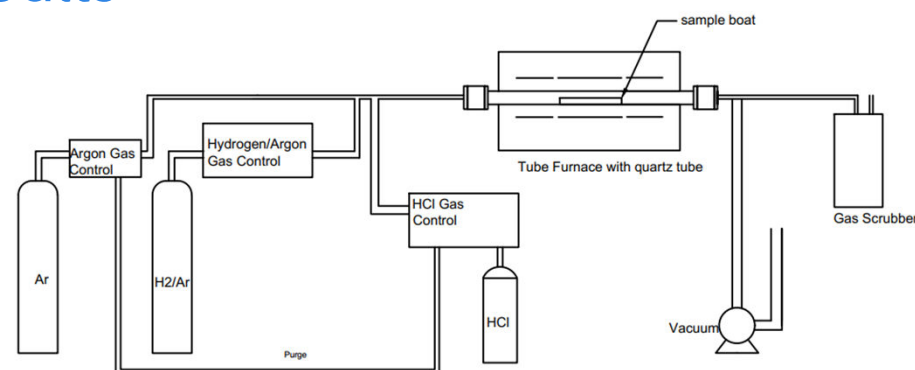 sample boat
Argon Gas
Control
Hydrogen/Argon
Gas Control
Tube Furnace with quartz tube
HCl Gas
Control
Gas Scrubber
Ar
H2/Ar
HCl
Vacuum
Purge